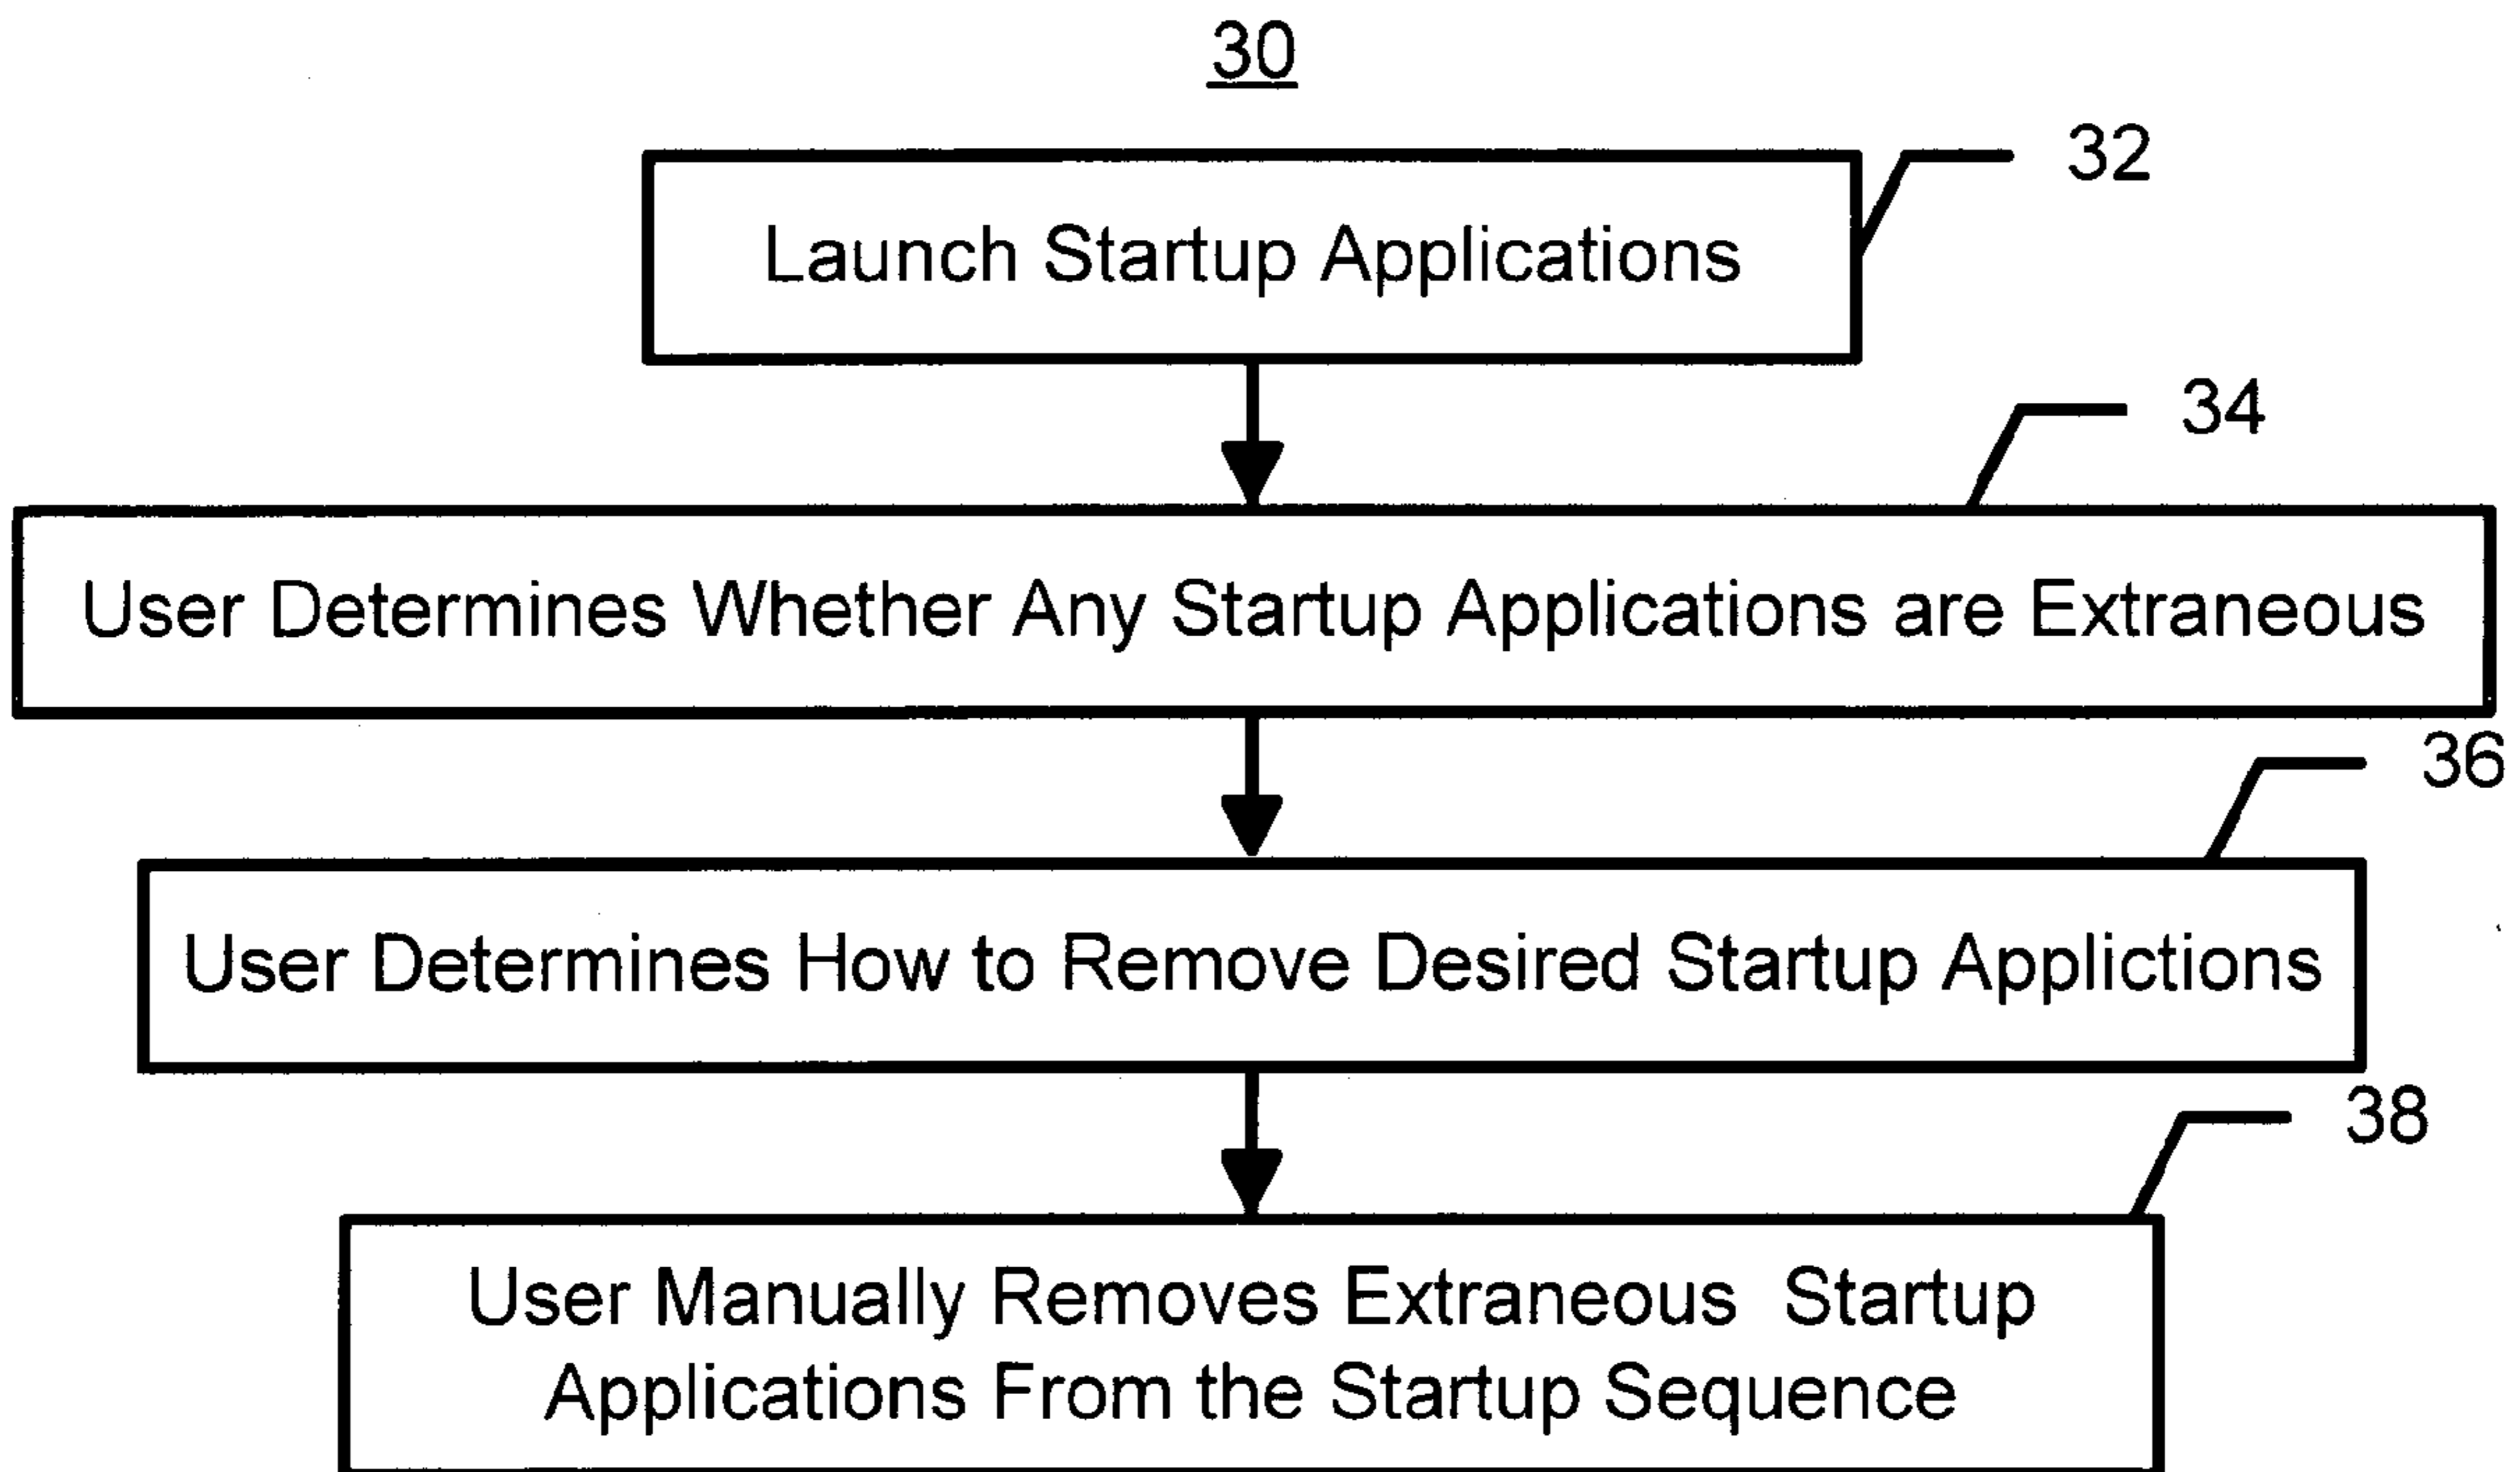 30
32
Launch Startup Applications
34
User Determines Whether Any Startup Applications are Extraneous
36
User Determines How to Remove Desired Startup Applictions
38
User Manually Removes Extraneous Startup
Applications From the Startup Sequence